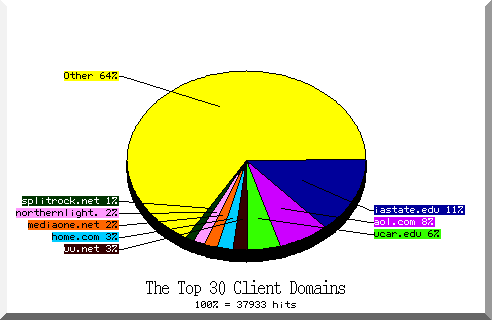 Other 64%
splitrock.net 1%
northernlight. 2%
mediaone.net 2%
home.com 3%
uu.net 3%
iastate.edu 11%
aol.com 8%
ucar.edu 6%
The Top 30 Client Domains
100% = 37933 hits